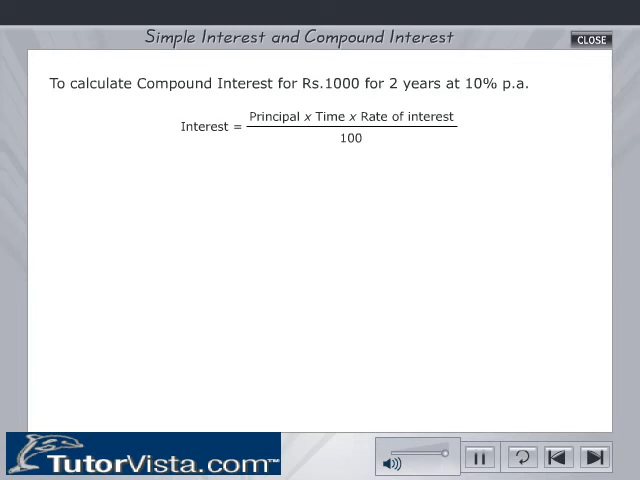 Simple Interest and Compound Interest
CLOSE
To calculate Compound Interest for Rs.1000 for 2 years at 10% p.a.
Interest = Principal x Time x Rate of interest
100
TutorVista.com™